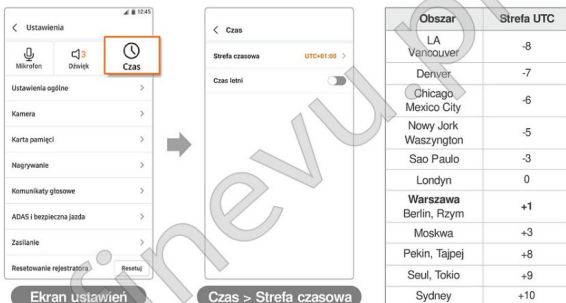 12:45
Ustawienia
Mikrofon
3
Dźwięk
Czas
Ustawienia ogólne
Kamera
Karta pamięci
Nagrywanie
Komunikaty głosowe
ADAS i bezpieczna jazda
Zasilanie
Resetowanie rejestratora Resetuj
Ekran ustawień
Czas
Strefa czasowa UTC+01:00
Czas letni
Czas > Strefa czasowa
Obszar Strefa UTC
LA
Vancouver -8
Denver -7
Chicago
Mexico City -6
Nowy Jork
Waszyngton -5
Sao Paulo -3
Londyn 0
Warszawa
Berlin, Rzym +1
Moskwa +3
Pekin, Tajpej +8
Seul, Tokio +9
Sydney +10
finevu.p